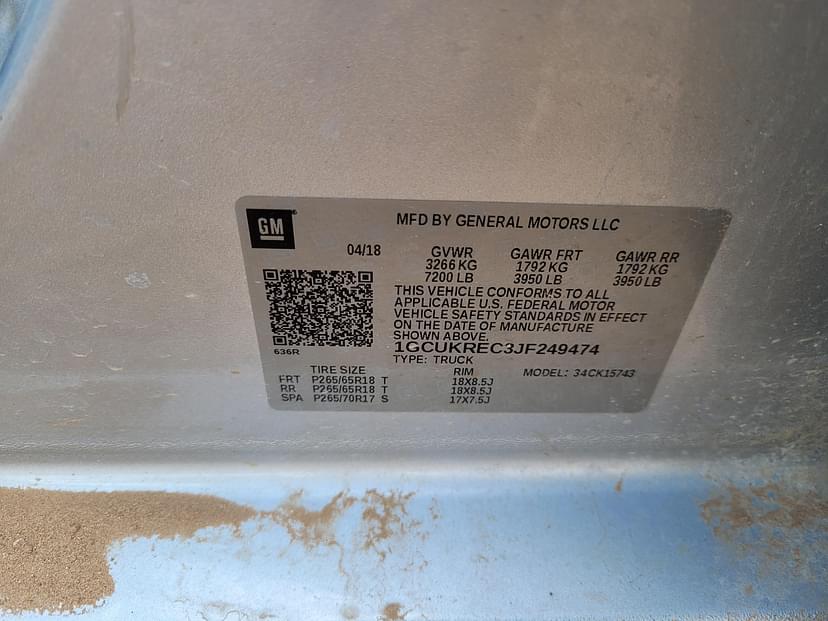 GM
MFD BY GENERAL MOTORS LLC
04/18 GVWR GAWR FRT GAWR RR
3266 KG 1792 KG 1792 KG
7200 LB 3950 LB 3950 LB
THIS VEHICLE CONFORMS TO ALL
APPLICABLE U.S. FEDERAL MOTOR
VEHICLE SAFETY STANDARDS IN EFFECT
ON THE DATE OF MANUFACTURE
SHOWN ABOVE.
1GCUKREC3JF249474
636R
TYPE: TRUCK
TIRE SIZE RIM MODEL: 34CK15743
FRT P265/65R18 T 18X8.5J
RR P265/65R18 T 18X8.5J
SPA P265/70R17 S 17X7.5J